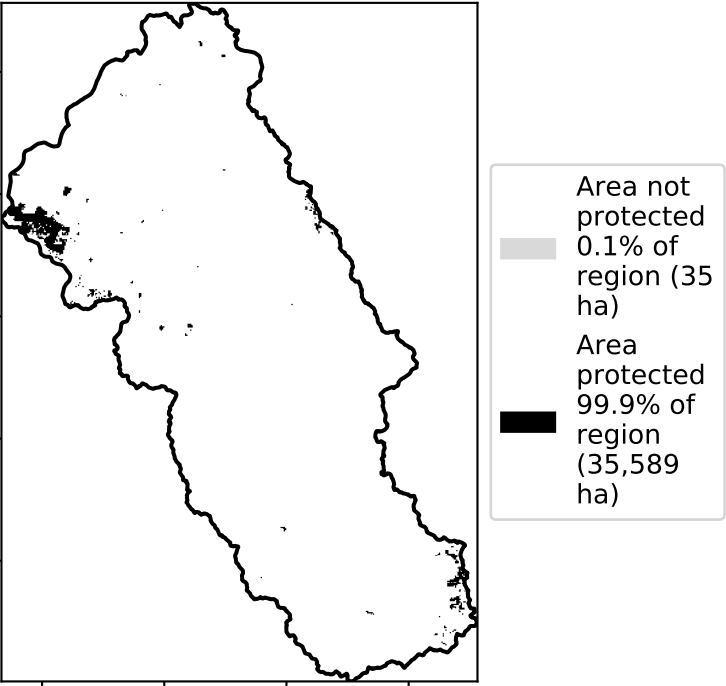 Area not
protected
0.1% of
region (35
ha)
Area
protected
99.9% of
region
(35,589
ha)